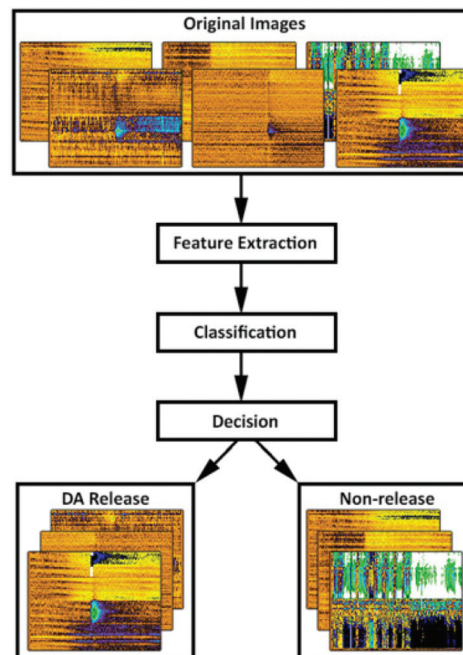 Original Images
Feature Extraction
Classification
Decision
DA Release
Non-release